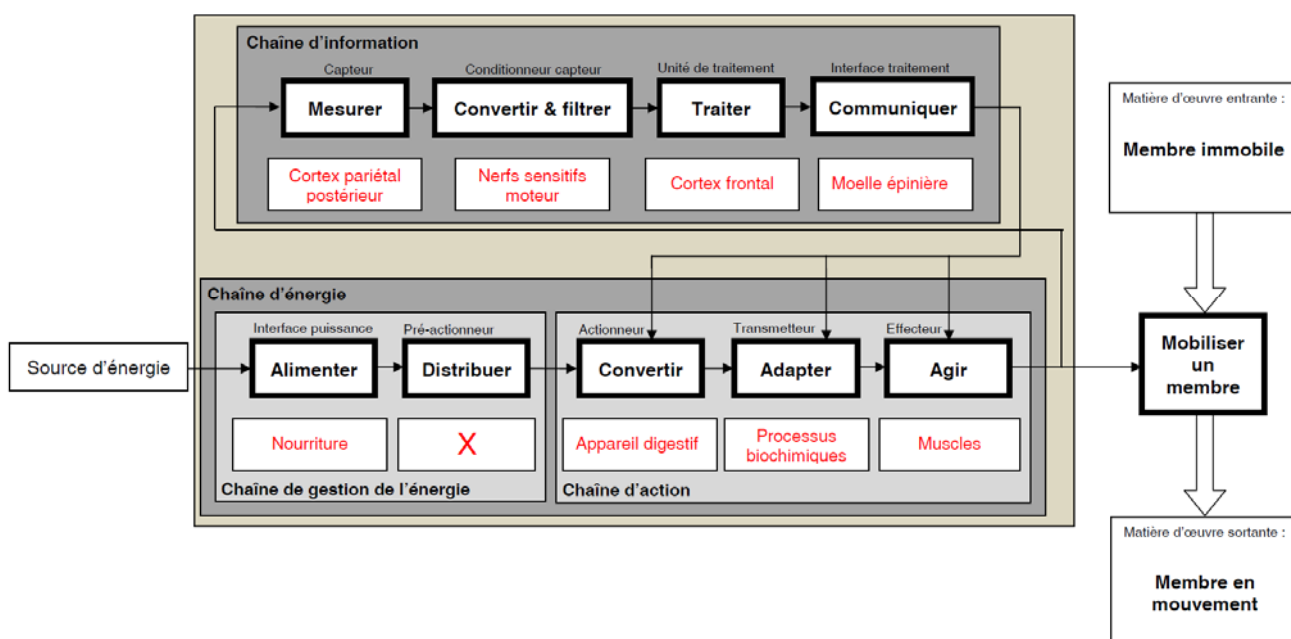 Chaîne d’information
Capteur
Conditionneur capteur
Unité de traitement
Interface traitement
Mesurer
Convertir & filtrer
Traiter
Communiquer
Cortex pariétal
postérieur
Nerfs sensitifs
moteur
Cortex frontal
Moelle épinière
Matière d’œuvre entrante :
Membre immobile
Chaîne d’énergie
Interface puissance
Pré-actionneur
Actionneur
Transmetteur
Effecteur
Source d’énergie
Alimenter
Distribuer
Convertir
Adapter
Agir
Mobiliser
un
membre
Nourriture
X
Appareil digestif
Processus
biochimiques
Muscles
Chaîne de gestion de l’énergie
Chaîne d’action
Matière d’œuvre sortante :
Membre en
mouvement